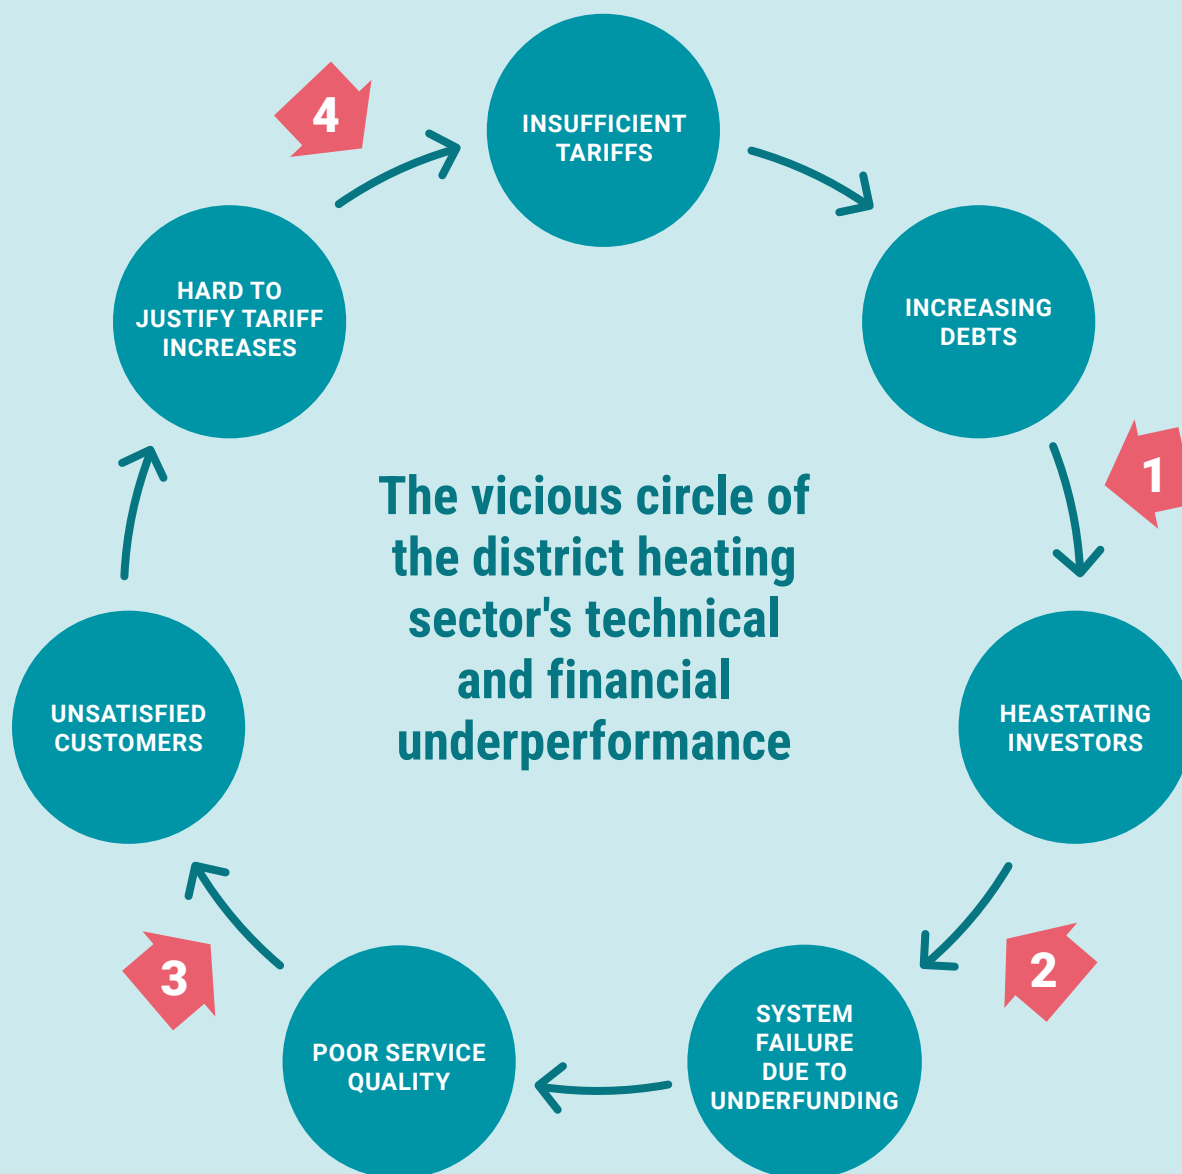 4
INSUFFICIENT
TARIFFS
INCREASING
DEBTS
1
HEASTATING
INVESTORS
2
SYSTEM
FAILURE
DUE TO
UNDERFUNDING
POOR SERVICE
QUALITY
3
UNSATISFIED
CUSTOMERS
HARD TO
JUSTIFY TARIFF
INCREASES
The vicious circle of
the district heating
sector's technical
and financial
underperformance